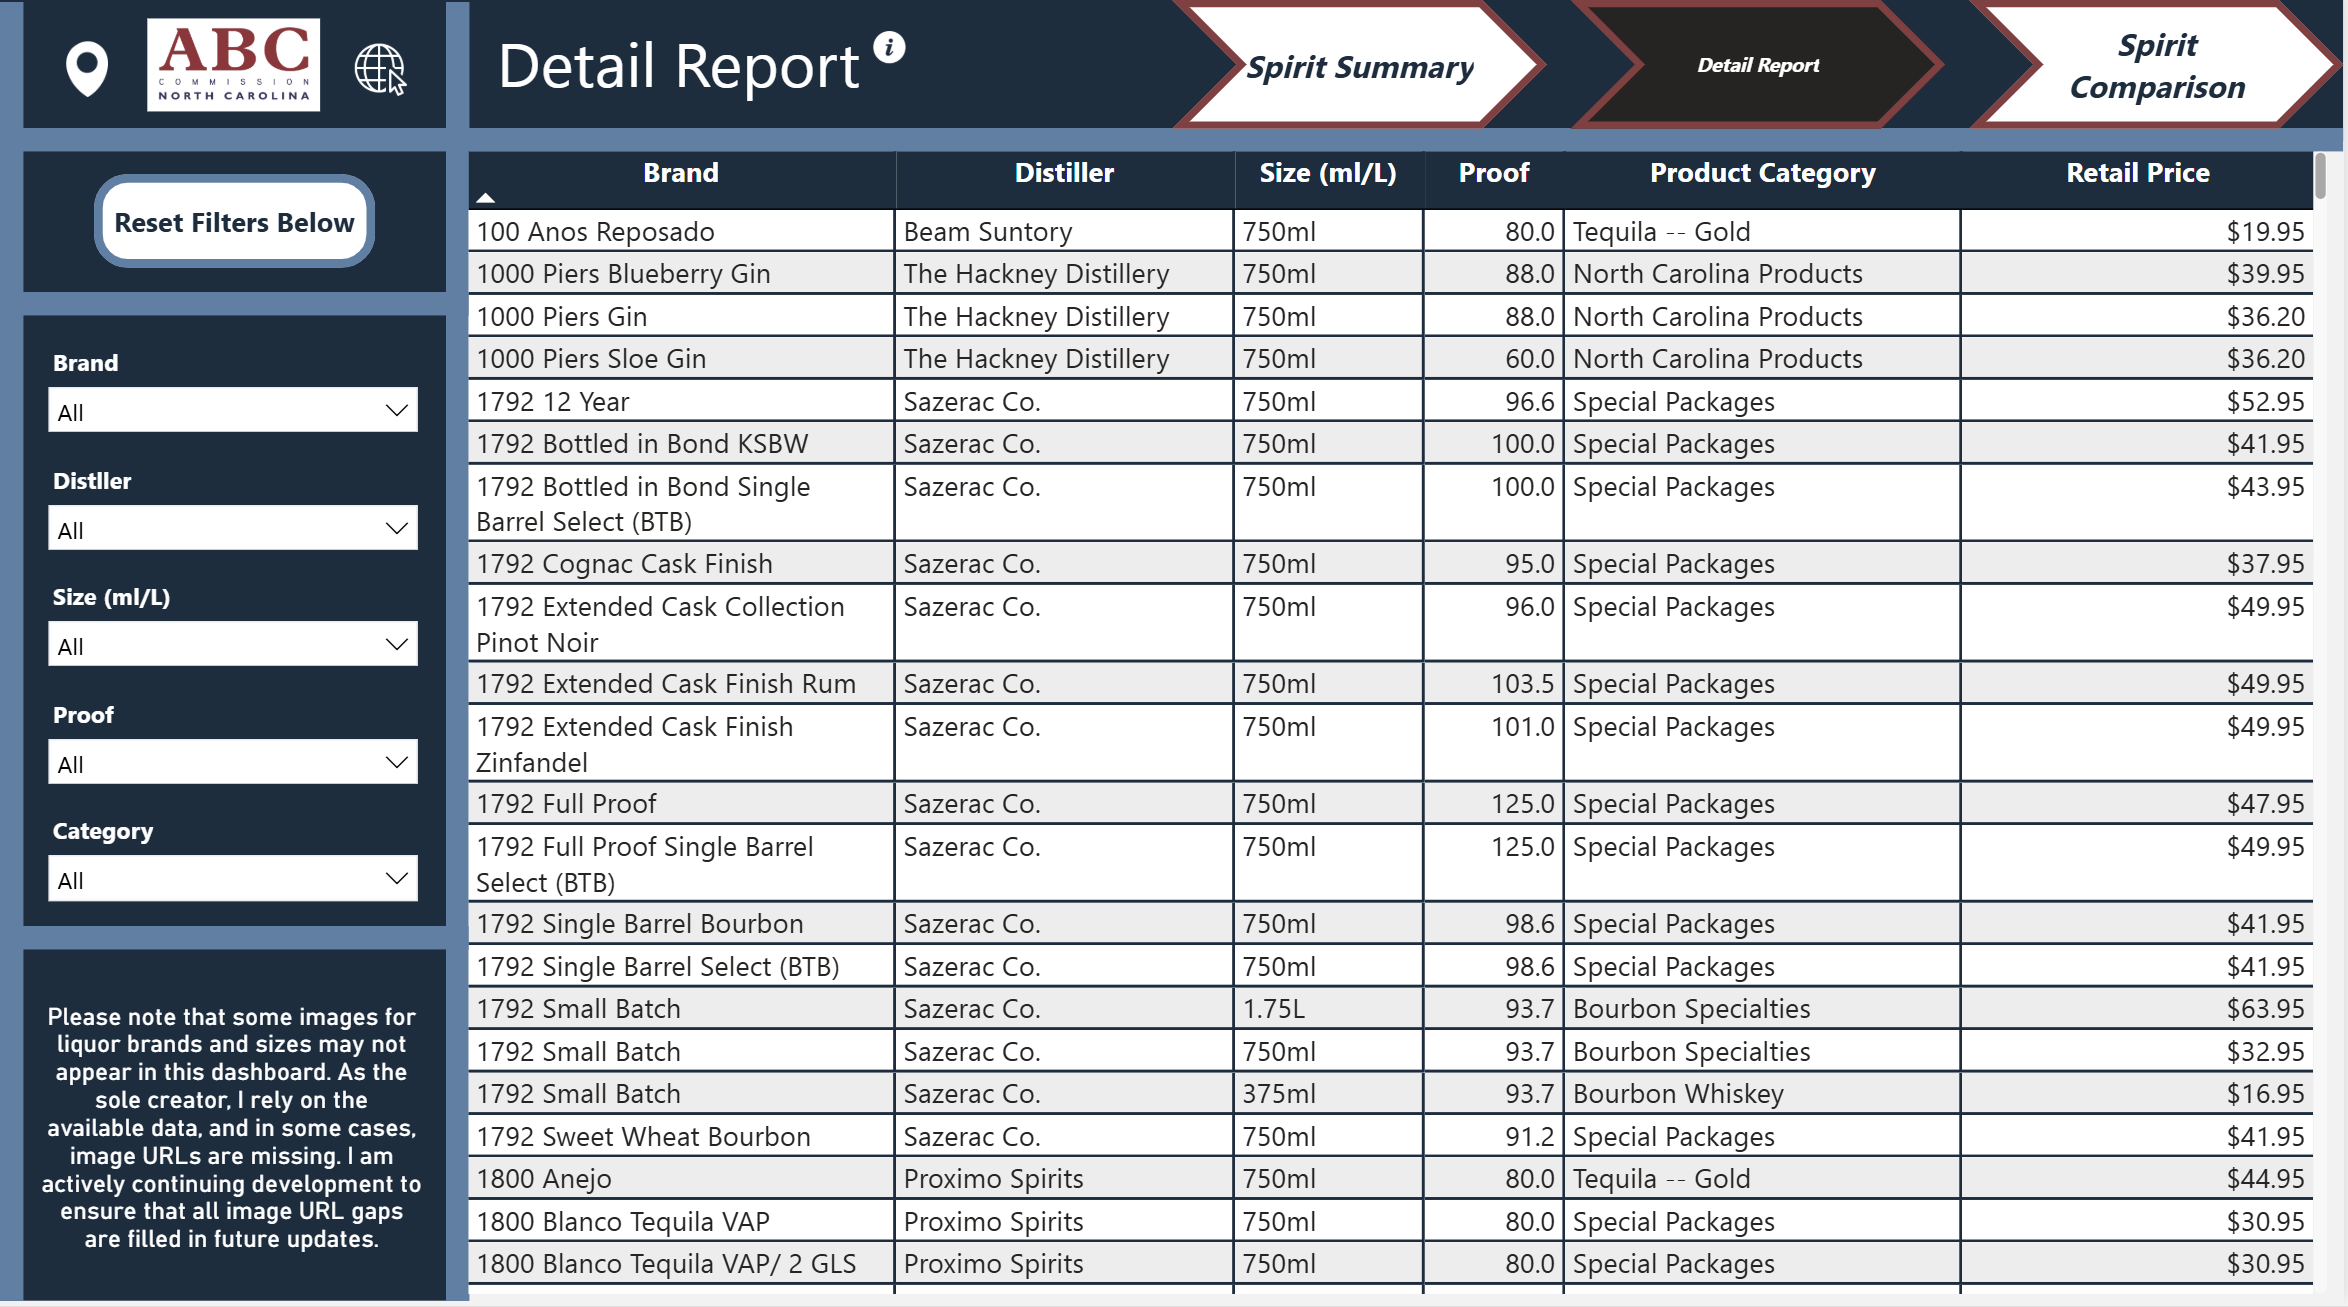 ABC
COMMISSION
NORTH CAROLINA
Detail Report i
Spirit Summary
Detail Report
Spirit
Comparison
Reset Filters Below
Brand
All
Distller
All
Size (ml/L)
All
Proof
All
Category
All
Please note that some images for
liquor brands and sizes may not
appear in this dashboard. As the
sole creator, I rely on the
available data, and in some cases,
image URLs are missing. I am
actively continuing development to
ensure that all image URL gaps
are filled in future updates.
Brand Distiller Size (ml/L) Proof Product Category Retail Price
100 Anos Reposado Beam Suntory 750ml 80.0 Tequila -- Gold $19.95
1000 Piers Blueberry Gin The Hackney Distillery 750ml 88.0 North Carolina Products $39.95
1000 Piers Gin The Hackney Distillery 750ml 88.0 North Carolina Products $36.20
1000 Piers Sloe Gin The Hackney Distillery 750ml 60.0 North Carolina Products $36.20
1792 12 Year Sazerac Co. 750ml 96.6 Special Packages $52.95
1792 Bottled in Bond KSBW Sazerac Co. 750ml 100.0 Special Packages $41.95
1792 Bottled in Bond Single Sazerac Co. 750ml 100.0 Special Packages $43.95
Barrel Select (BTB)
1792 Cognac Cask Finish Sazerac Co. 750ml 95.0 Special Packages $37.95
1792 Extended Cask Collection Sazerac Co. 750ml 96.0 Special Packages $49.95
Pinot Noir
1792 Extended Cask Finish Rum Sazerac Co. 750ml 103.5 Special Packages $49.95
1792 Extended Cask Finish Sazerac Co. 750ml 101.0 Special Packages $49.95
Zinfandel
1792 Full Proof Sazerac Co. 750ml 125.0 Special Packages $47.95
1792 Full Proof Single Barrel Sazerac Co. 750ml 125.0 Special Packages $49.95
Select (BTB)
1792 Single Barrel Bourbon Sazerac Co. 750ml 98.6 Special Packages $41.95
1792 Single Barrel Select (BTB) Sazerac Co. 750ml 98.6 Special Packages $41.95
1792 Small Batch Sazerac Co. 1.75L 93.7 Bourbon Specialties $63.95
1792 Small Batch Sazerac Co. 750ml 93.7 Bourbon Specialties $32.95
1792 Small Batch Sazerac Co. 375ml 93.7 Bourbon Whiskey $16.95
1792 Sweet Wheat Bourbon Sazerac Co. 750ml 91.2 Special Packages $41.95
1800 Anejo Proximo Spirits 750ml 80.0 Tequila -- Gold $44.95
1800 Blanco Tequila VAP Proximo Spirits 750ml 80.0 Special Packages $30.95
1800 Blanco Tequila VAP/ 2 GLS Proximo Spirits 750ml 80.0 Special Packages $30.95